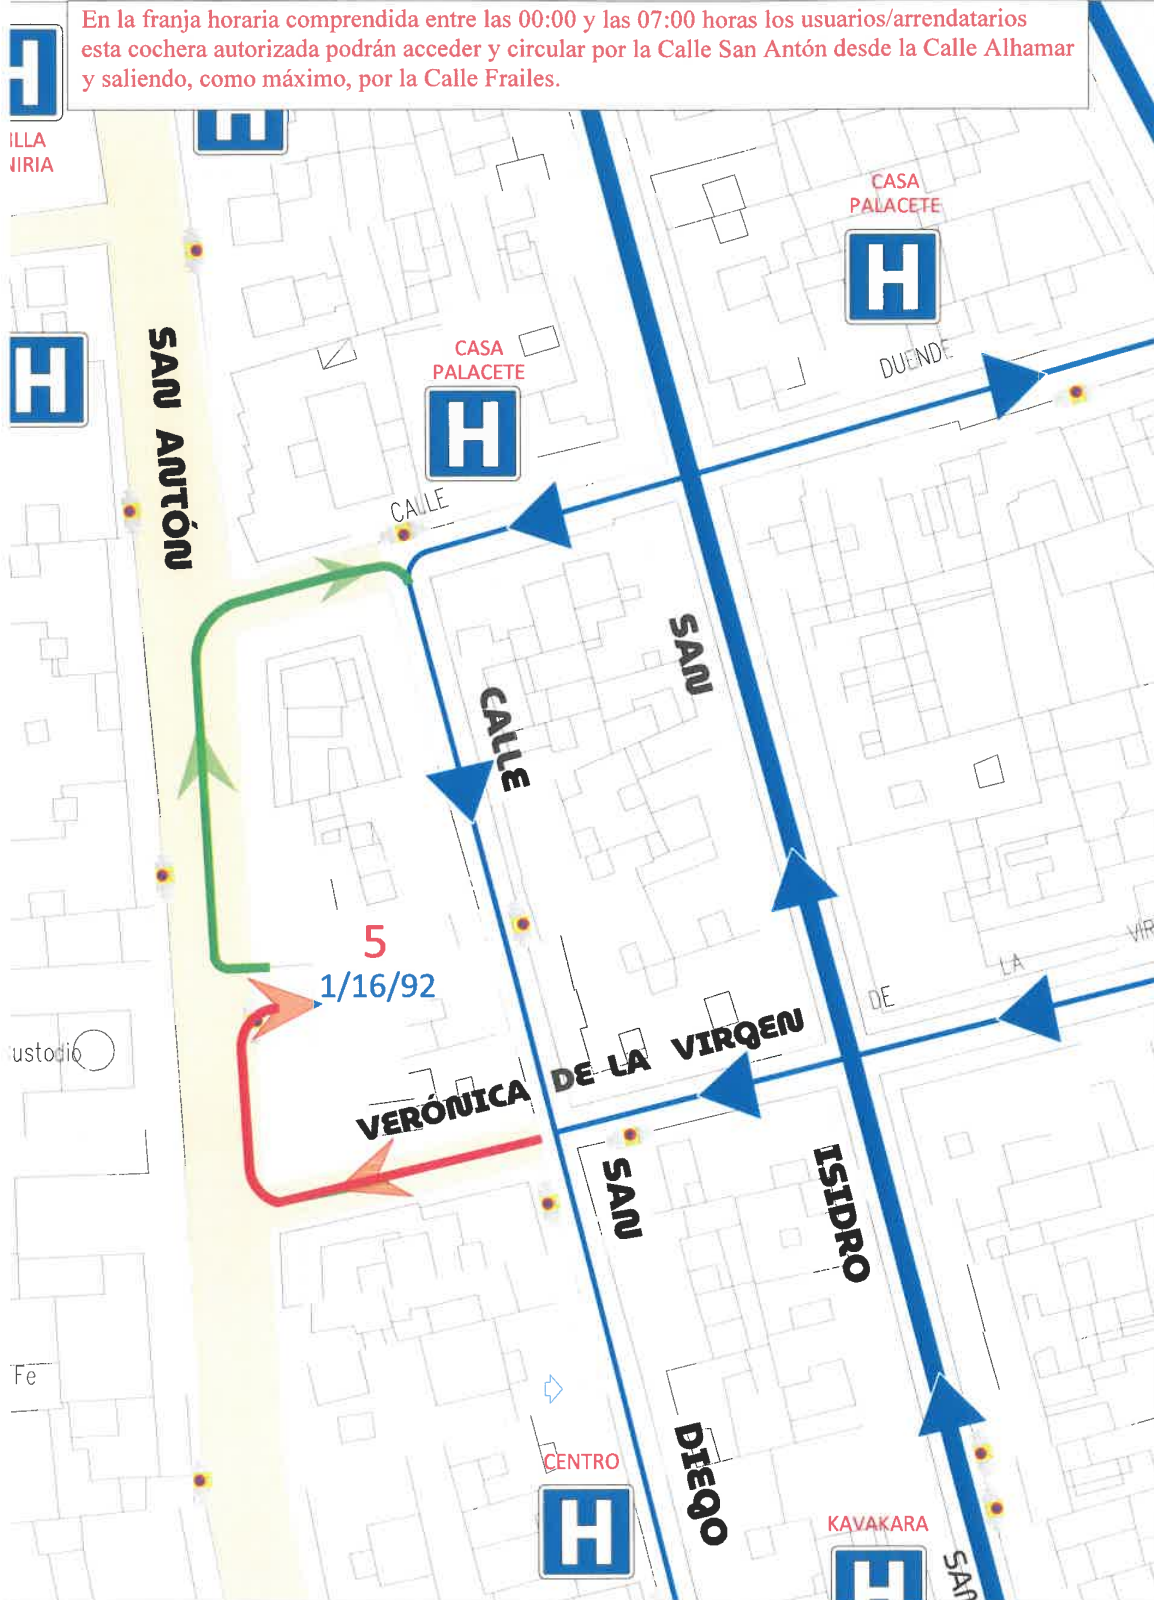 En la franja horaria comprendida entre las 00:00 y las 07:00 horas los usuarios/arrendatarios
esta cochera autorizada podrán acceder y circular por la Calle San Antón desde la Calle Alhamar
y saliendo, como máximo, por la Calle Frailes.
H
H
CASA
PALACETE
H
SAN ANTÓN
H
CASA
PALACETE
H
DUENDE
CALLE
SAN
CALLE
5
1/16/92
VIR
LA
DE
ustodio
VERÓNICA DE LA VIRGEN
SAN
ISIDRO
Fe
DIEGO
CENTRO
H
KAVAKARA
H
SAN